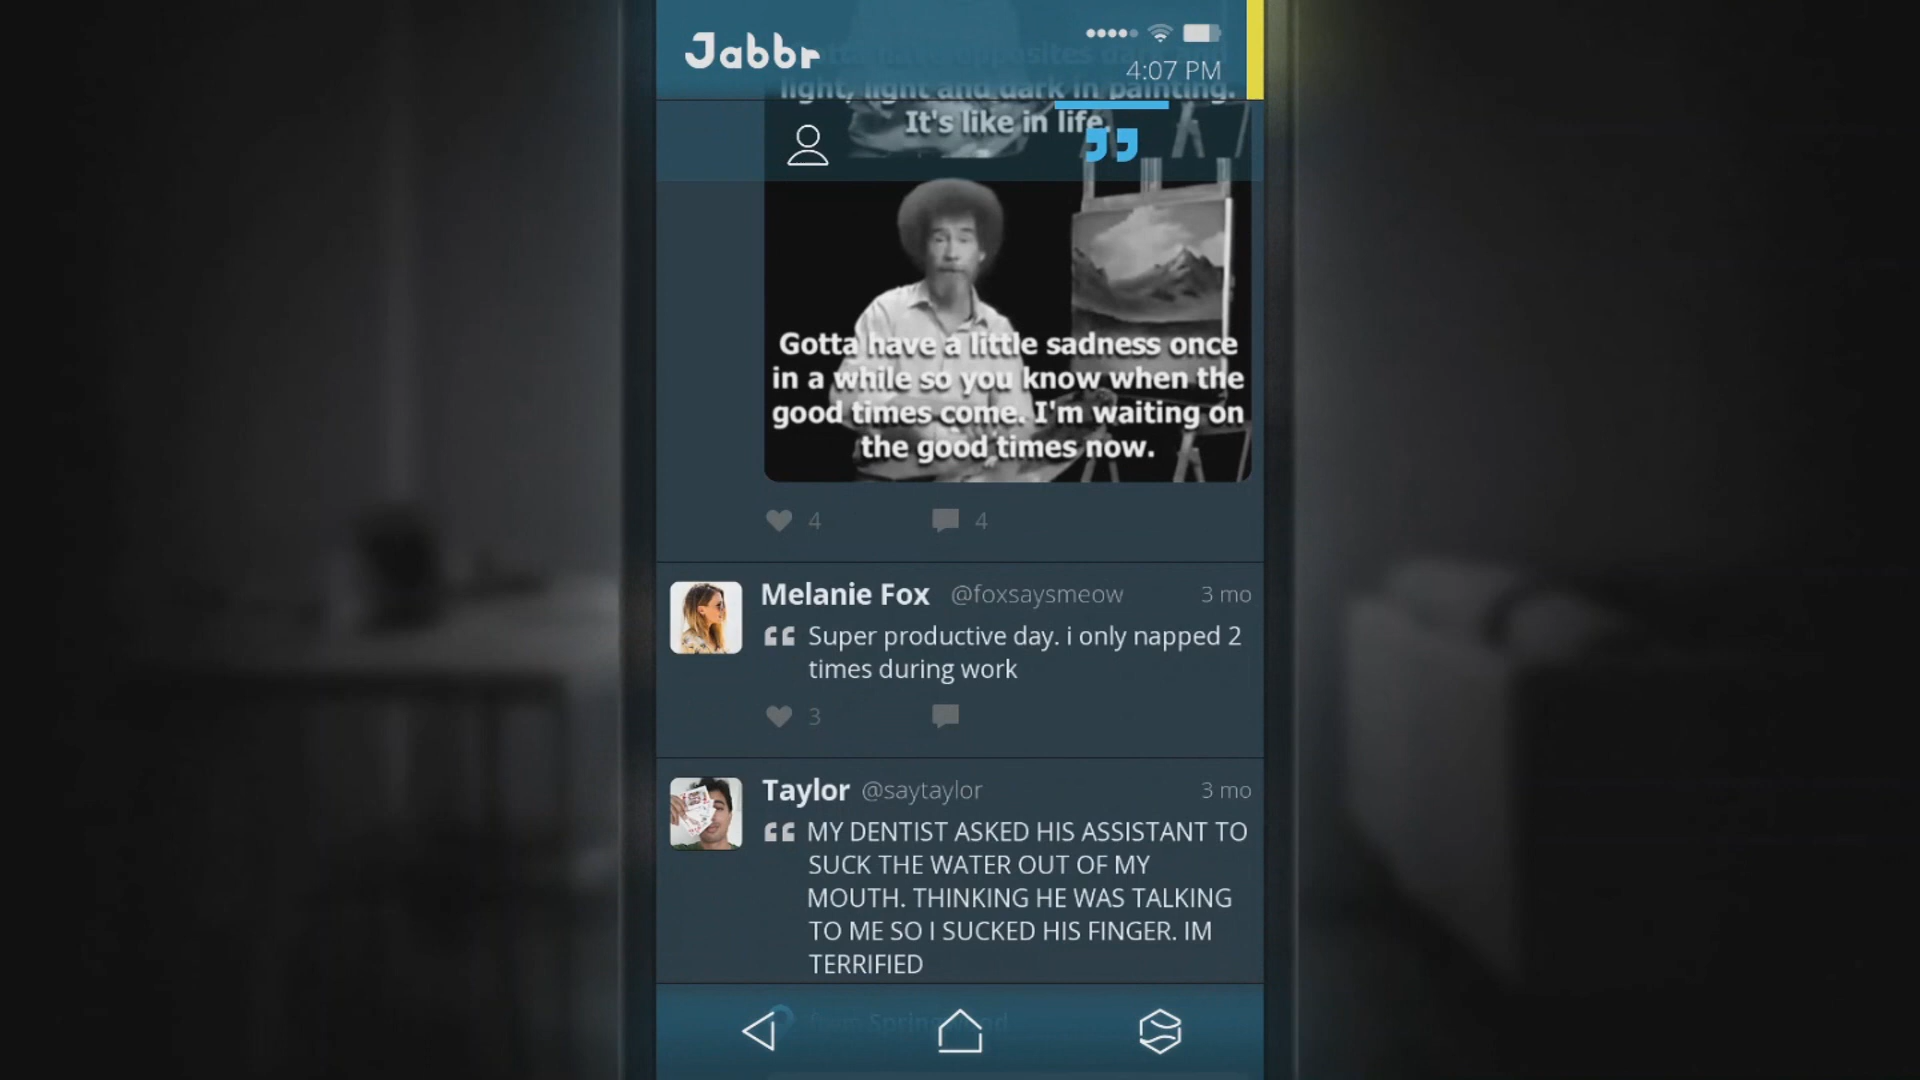 Jabbr
4:07 PM
light, light and dark in painting.
It's like in life.
Gotta have a little sadness once
in a while so you know when the
good times come. I'm waiting on
the good times now.
4 4
Melanie Fox @foxsaysmeow 3 mo
Super productive day. i only napped 2
times during work
3
Taylor @saytaylor 3 mo
MY DENTIST ASKED HIS ASSISTANT TO
SUCK THE WATER OUT OF MY
MOUTH. THINKING HE WAS TALKING
TO ME SO I SUCKED HIS FINGER. IM
TERRIFIED